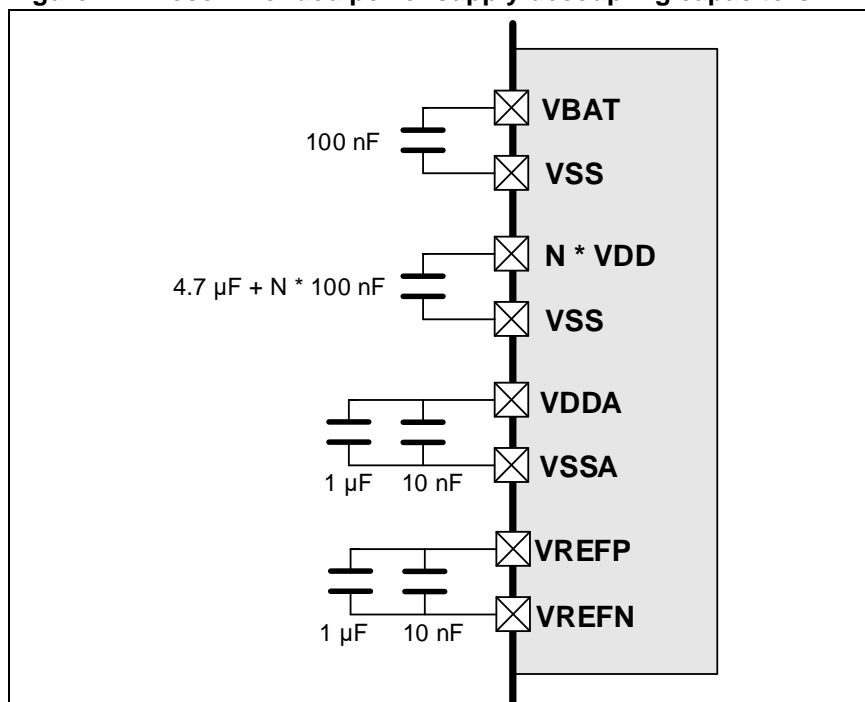 100 nF
VBAT
VSS
4.7 µF + N * 100 nF
N * VDD
VSS
VDDA
VSSA
1 µF 10 nF
VREFP
VREFN
1 µF 10 nF